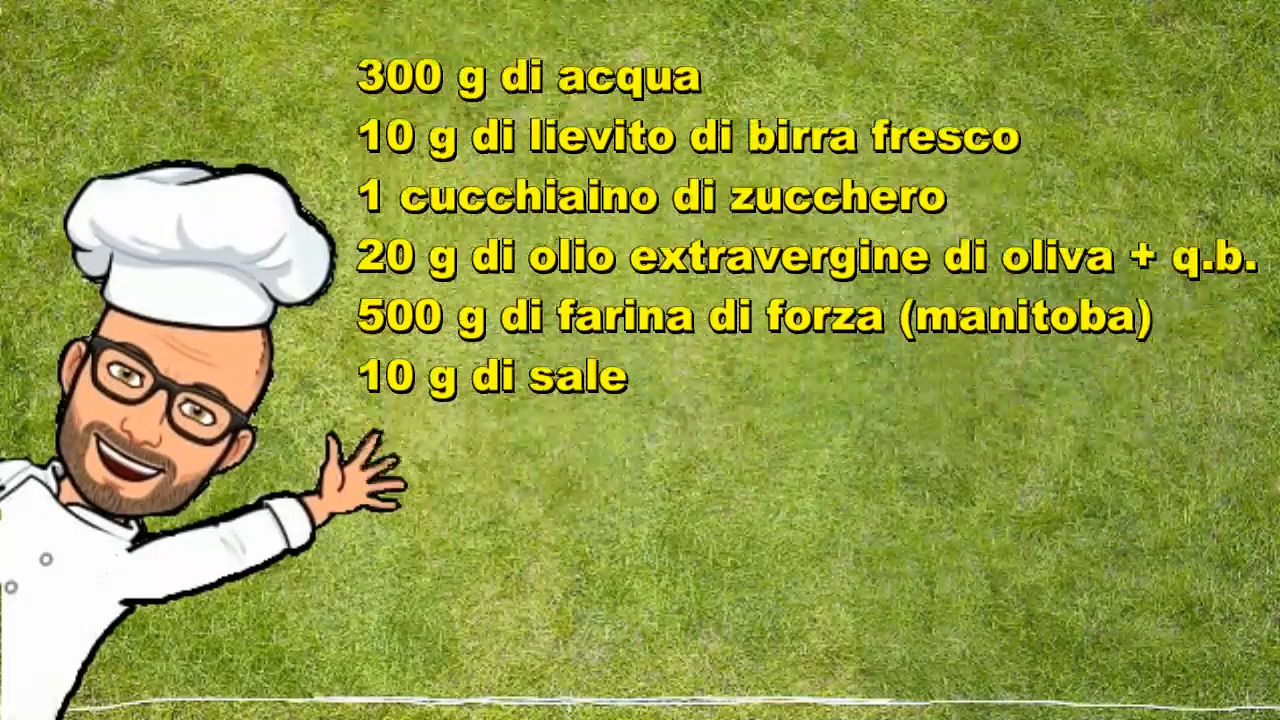 300 g di acqua
10 g di lievito di birra fresco
1 cucchiaino di zucchero
20 g di olio extravergine di oliva + q.b.
500 g di farina di forza (manitoba)
10 g di sale